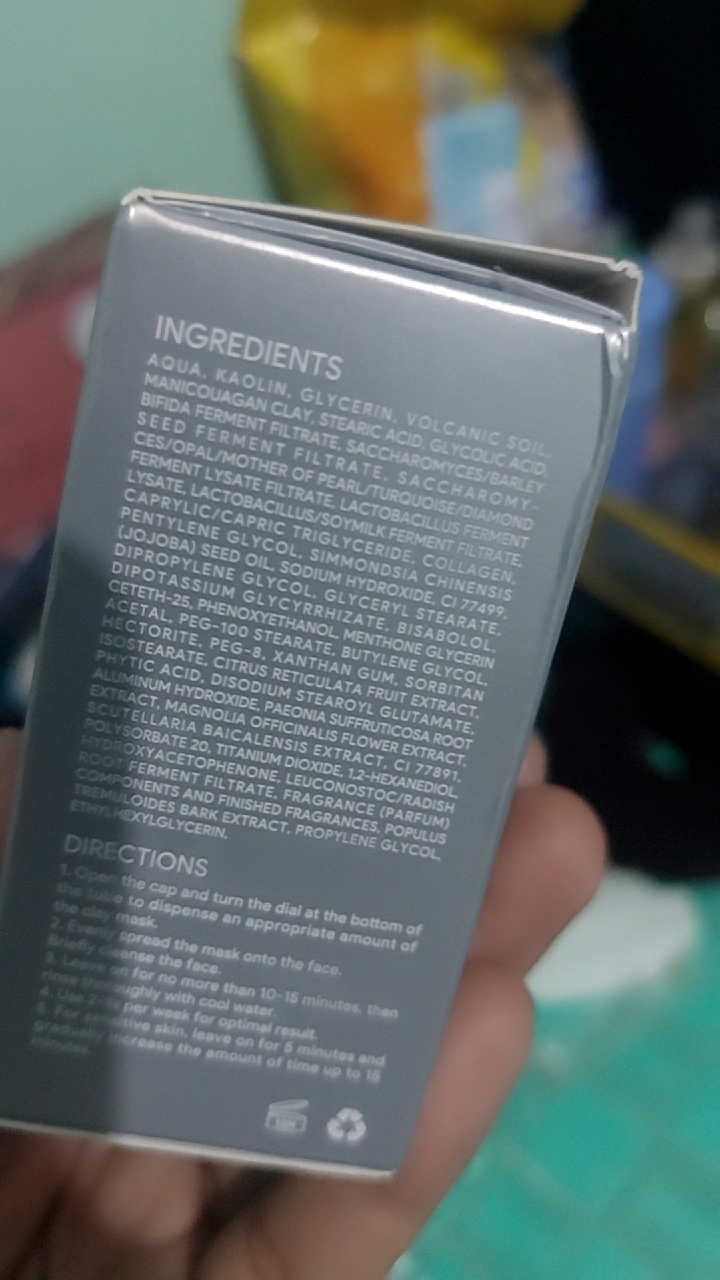 INGREDIENTS
AQUA, KAOLIN, GLYCERIN, VOLCANIC SOIL,
MANICOUAGAN CLAY, STEARIC ACID, GLYCOLIC ACID,
BIFIDA FERMENT FILTRATE, SACCHAROMYCES/BARLEY
SEED FERMENT FILTRATE, SACCHAROMY-
CES/OPAL/MOTHER OF PEARL/TURQUOISE/DIAMOND
FERMENT LYSATE FILTRATE, LACTOBACILLUS FERMENT
LYSATE, LACTOBACILLUS/SOYMILK FERMENT FILTRATE,
CAPRYLIC/CAPRIC TRIGLYCERIDE, COLLAGEN,
PENTYLENE GLYCOL, SIMMONDSIA CHINENSIS
(JOJOBA) SEED OIL, SODIUM HYDROXIDE, CI 77499,
DIPROPYLENE GLYCOL, GLYCERYL STEARATE,
DIPOTASSIUM GLYCYRRHIZATE, BISABOLOL,
CETETH-25, PHENOXYETHANOL, MENTHONE GLYCERIN
ACETAL, PEG-100 STEARATE, BUTYLENE GLYCOL,
HECTORITE, PEG-8, XANTHAN GUM, SORBITAN
ISOSTEARATE, CITRUS RETICULATA FRUIT EXTRACT,
PHYTIC ACID, DISODIUM STEAROYL GLUTAMATE,
ALUMINUM HYDROXIDE, PAEONIA SUFFRUTICOSA ROOT
EXTRACT, MAGNOLIA OFFICINALIS FLOWER EXTRACT,
SCUTELLARIA BAICALENSIS EXTRACT, CI 77891,
POLYSORBATE 20, TITANIUM DIOXIDE, 1,2-HEXANEDIOL,
HYDROXYACETOPHENONE, LEUCONOSTOC/RADISH
ROOT FERMENT FILTRATE, FRAGRANCE (PARFUM)
COMPONENTS AND FINISHED FRAGRANCES, POPULUS
TREMULOIDES BARK EXTRACT, PROPYLENE GLYCOL,
ETHYLHEXYLGLYCERIN.
DIRECTIONS
1. Open the cap and turn the dial at the bottom of
the tube to dispense an appropriate amount of
the clay mask.
2. Evenly spread the mask onto the face.
Briefly cleanse the face.
3. Leave on for no more than 10-15 minutes, then
rinse thoroughly with cool water.
4. Use per week for optimal result.
5. For sensitive skin, leave on for 5 minutes and
gradually increase the amount of time up to 15
minutes.